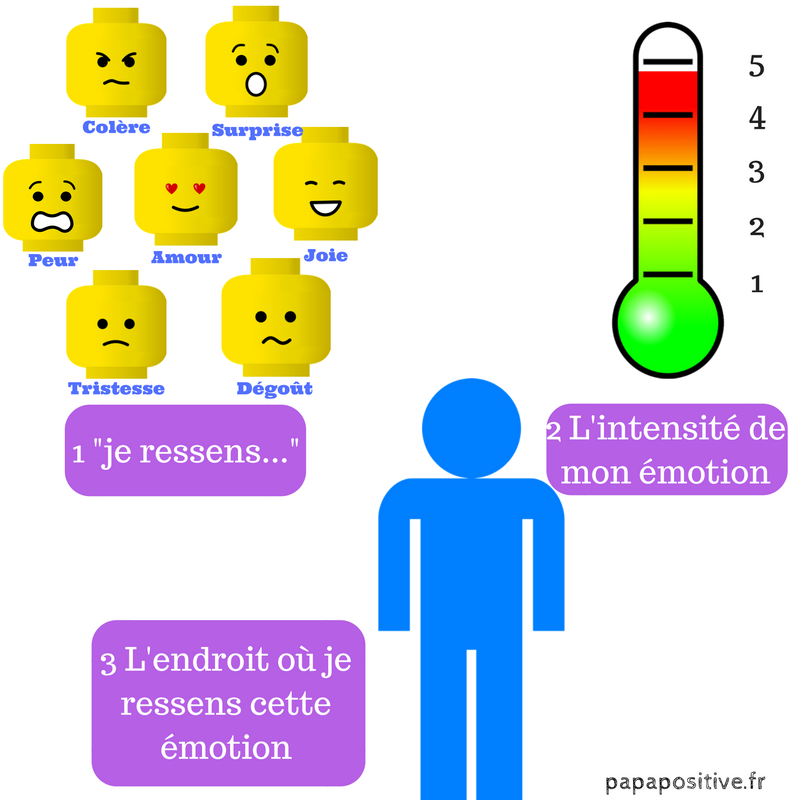 Colère
Surprise
Peur
Amour
Joie
Tristesse
Dégoût
5
4
3
2
1
1 "je ressens..."
2 L'intensité de
mon émotion
3 L'endroit où je
ressens cette
émotion
papapositive.fr